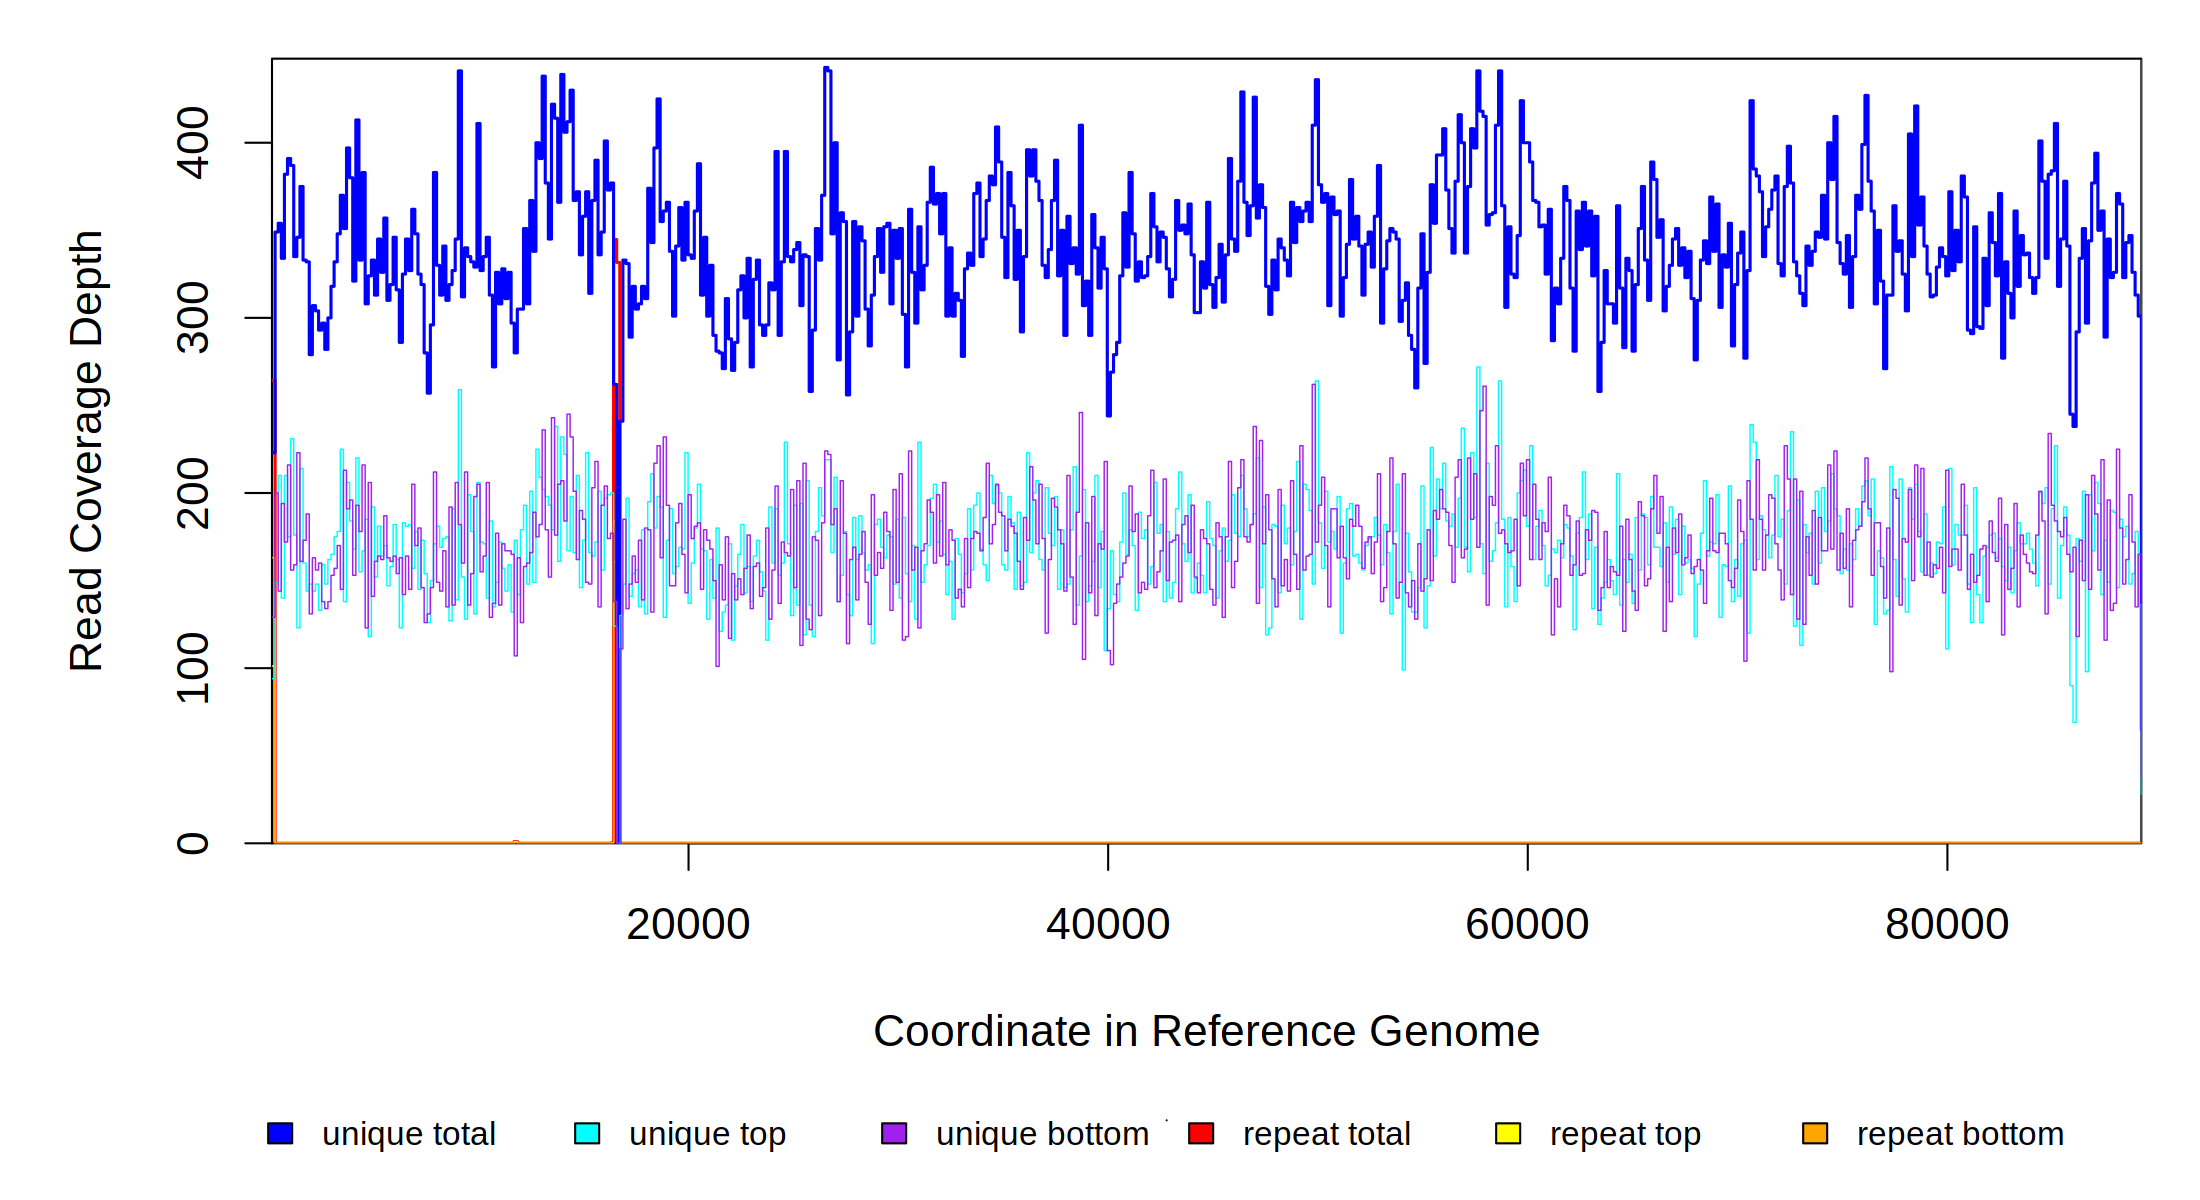 400
300
200
100
0
Read Coverage Depth
20000 40000 60000 80000
Coordinate in Reference Genome
unique total unique top unique bottom repeat total repeat top repeat bottom